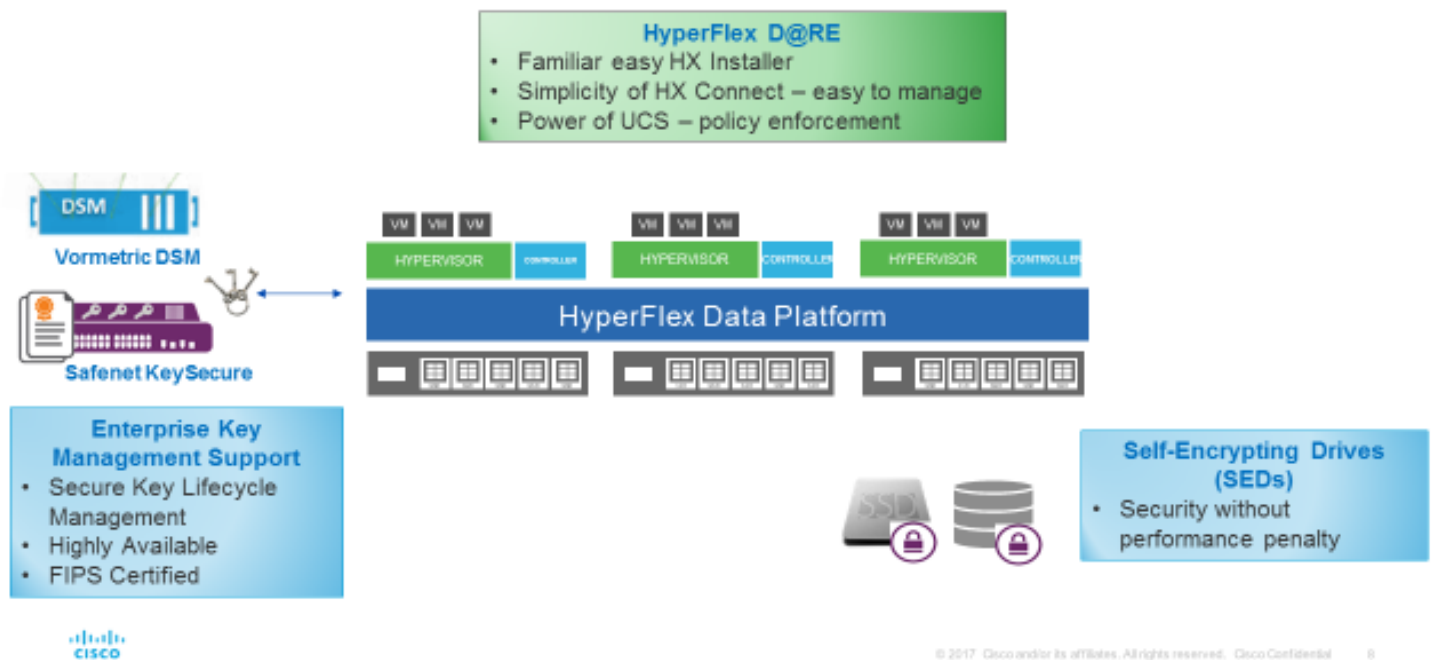 HyperFlex D@RE
• Familiar easy HX Installer
• Simplicity of HX Connect – easy to manage
• Power of UCS – policy enforcement
DSM
Vormetric DSM
Safenet KeySecure
VM VM VM
VM VM VM
VM VM VM
HYPERVISOR CONTROLLER
HYPERVISOR CONTROLLER
HYPERVISOR CONTROLLER
HyperFlex Data Platform
Enterprise Key
Management Support
• Secure Key Lifecycle
Management
• Highly Available
• FIPS Certified
SSD
Self-Encrypting Drives
(SEDs)
• Security without
performance penalty
CISCO
© 2017 Cisco and/or its affiliates. All rights reserved. Cisco Confidential